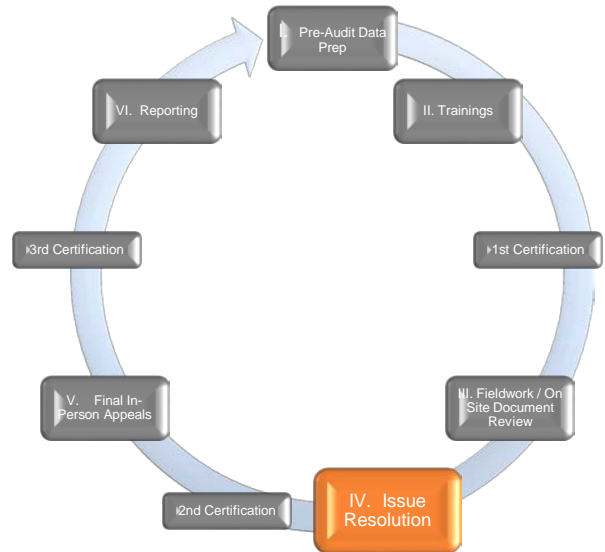 I. Pre-Audit Data
Prep
II. Trainings
1st Certification
III. Fieldwork / On
Site Document
Review
IV. Issue
Resolution
2nd Certification
V. Final In-
Person Appeals
3rd Certification
VI. Reporting